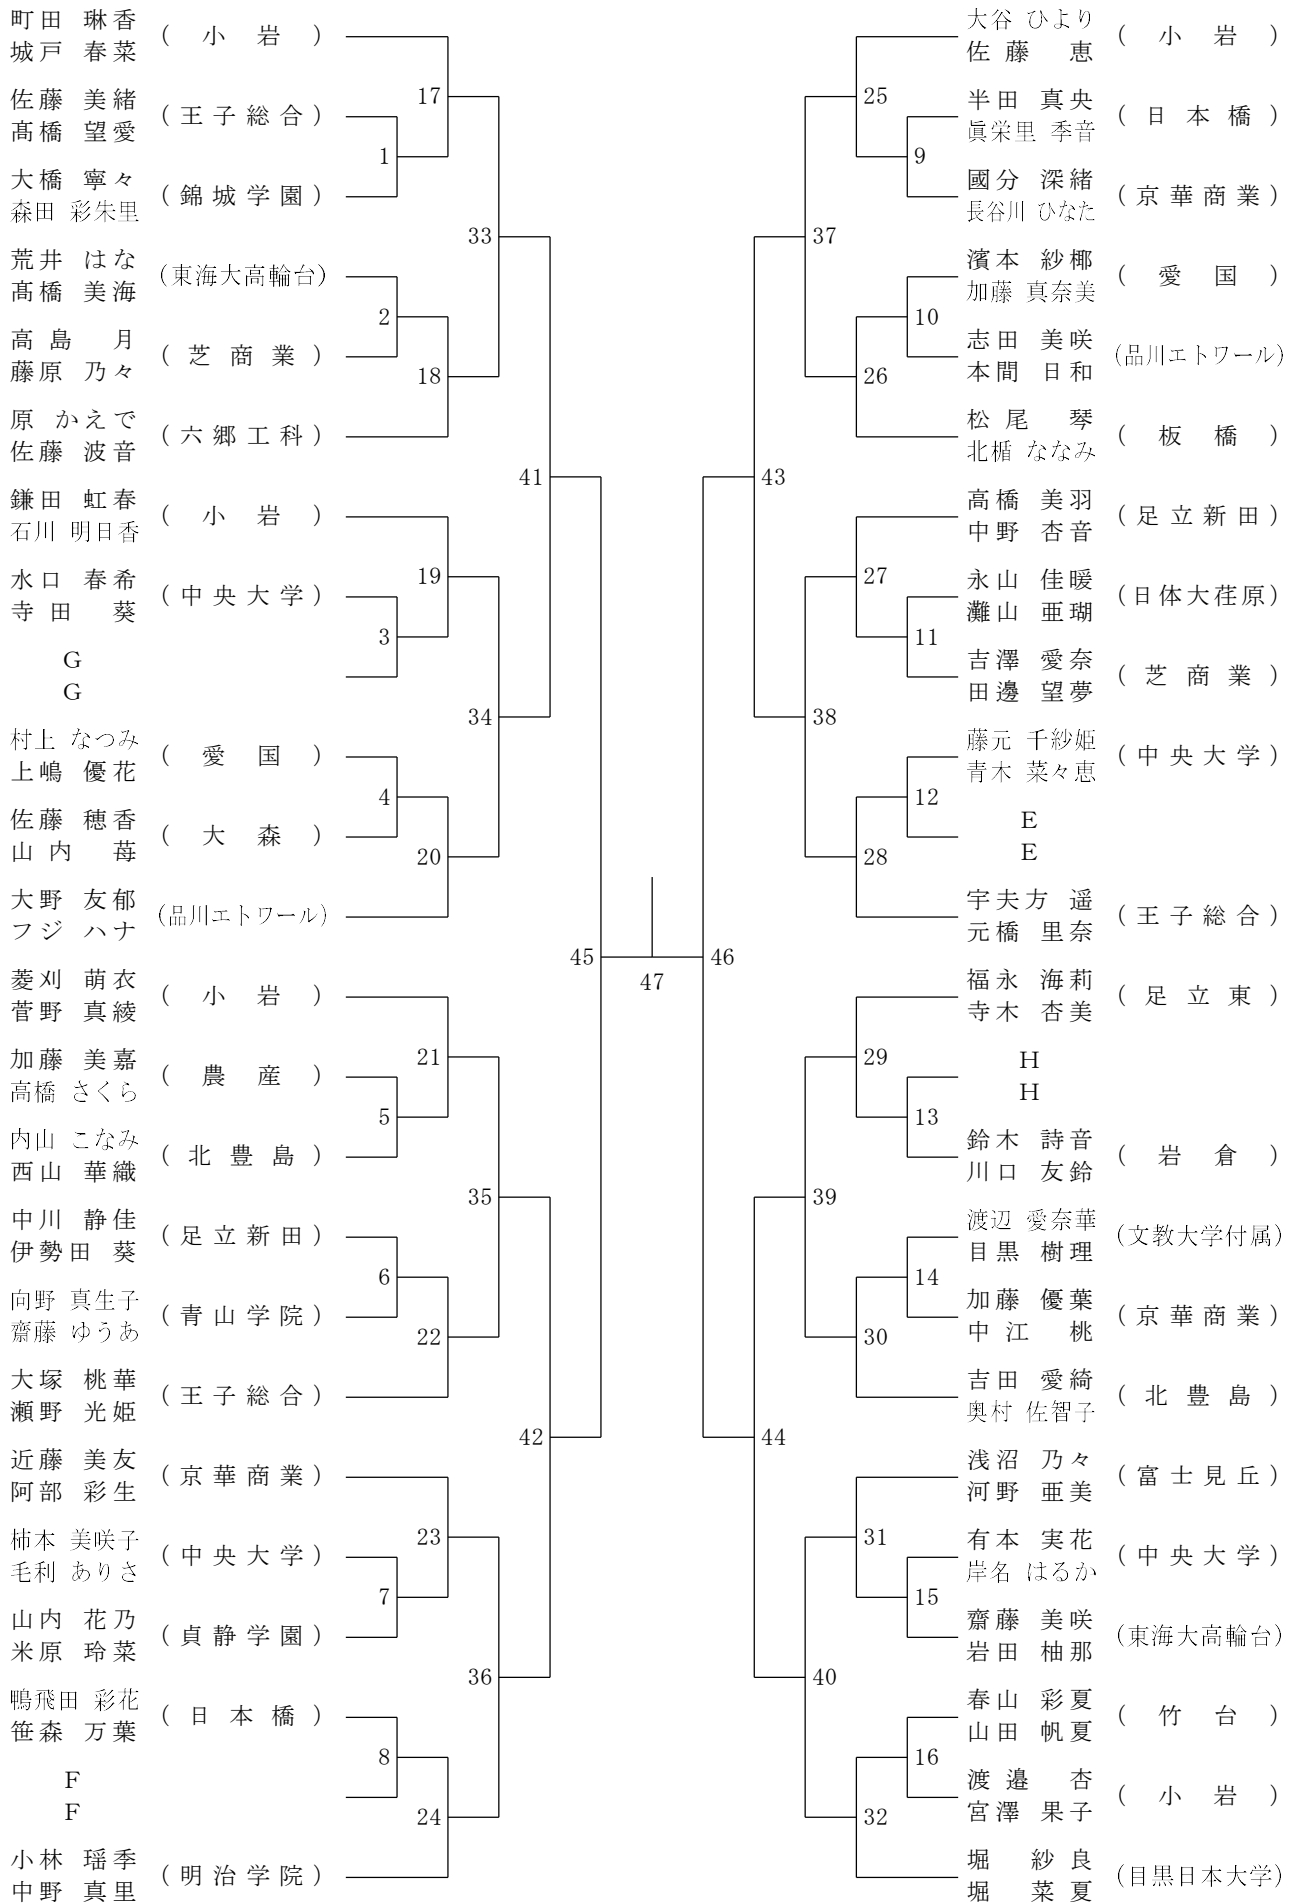 町田 琳香
城戸 春菜
(小岩)
佐藤 美緒
髙橋 望愛
(王子総合)
大橋 寧々
森田 彩朱里
(錦城学園)
荒井 はな
髙橋 美海
(東海大高輪台)
高島 月
藤原 乃々
(芝商業)
原 かえで
佐藤 波音
(六郷工科)
鎌田 虹春
石川 明日香
(小岩)
水口 春希
寺田 葵
(中央大学)
G
G
村上 なつみ
上嶋 優花
(愛国)
佐藤 穂香
山内 苺
(大森)
大野 友郁
フジ ハナ
(品川エトワール)
菱刈 萌衣
菅野 真綾
(小岩)
加藤 美嘉
高橋 さくら
(農産)
内山 こなみ
西山 華織
(北豊島)
中川 静佳
伊勢田 葵
(足立新田)
向野 真生子
齋藤 ゆうあ
(青山学院)
大塚 桃華
瀬野 光姫
(王子総合)
近藤 美友
阿部 彩生
(京華商業)
柿本 美咲子
毛利 ありさ
(中央大学)
山内 花乃
米原 玲菜
(貞静学園)
鴨飛田 彩花
笹森 万葉
(日本橋)
F
F
小林 瑶季
中野 真里
(明治学院)
1
2
3
4
5
6
7
8
17
18
19
20
21
22
23
24
33
34
35
36
41
42
45
47
46
43
44
37
38
39
40
25
26
27
28
29
30
31
32
9
10
11
12
13
14
15
16
大谷 ひより
佐藤 恵
(小岩)
半田 真央
眞栄里 季音
(日本橋)
國分 深緒
長谷川 ひなた
(京華商業)
濱本 紗椰
加藤 真奈美
(愛国)
志田 美咲
本間 日和
(品川エトワール)
松尾 琴
北楯 ななみ
(板橋)
高橋 美羽
中野 杏音
(足立新田)
永山 佳暖
灘山 亜瑚
(日体大荏原)
吉澤 愛奈
田邊 望夢
(芝商業)
藤元 千紗姫
青木 菜々恵
(中央大学)
E
E
宇夫方 遥
元橋 里奈
(王子総合)
福永 海莉
寺木 杏美
(足立東)
H
H
鈴木 詩音
川口 友鈴
(岩倉)
渡辺 愛奈華
目黒 樹理
(文教大学付属)
加藤 優葉
中江 桃
(京華商業)
吉田 愛綺
奥村 佐智子
(北豊島)
浅沼 乃々
河野 亜美
(富士見丘)
有本 実花
岸名 はるか
(中央大学)
齋藤 美咲
岩田 柚那
(東海大高輪台)
春山 彩夏
山田 帆夏
(竹台)
渡邉 杏
宮澤 果子
(小岩)
堀 紗良
堀 菜夏
(目黒日本大学)